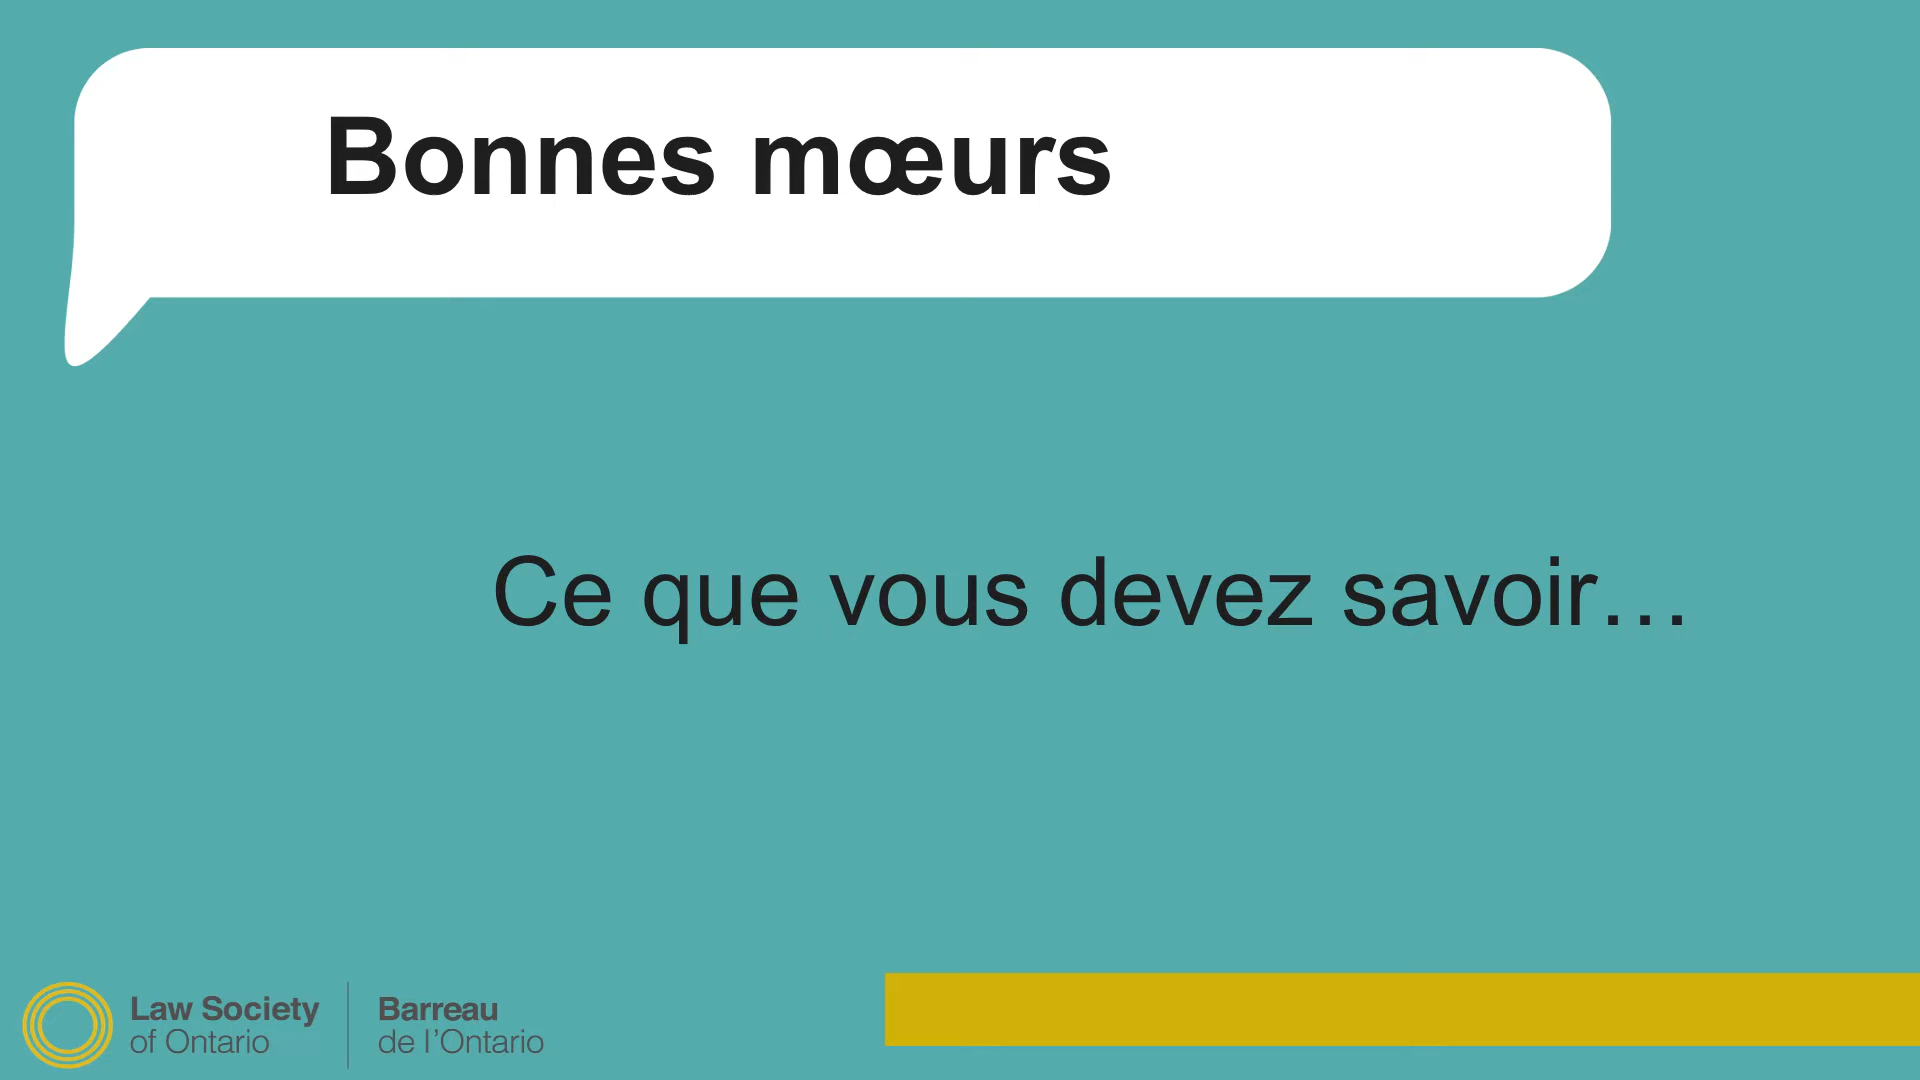 Bonnes mœurs
Ce que vous devez savoir…
Law Society
of Ontario
Barreau
de l’Ontario